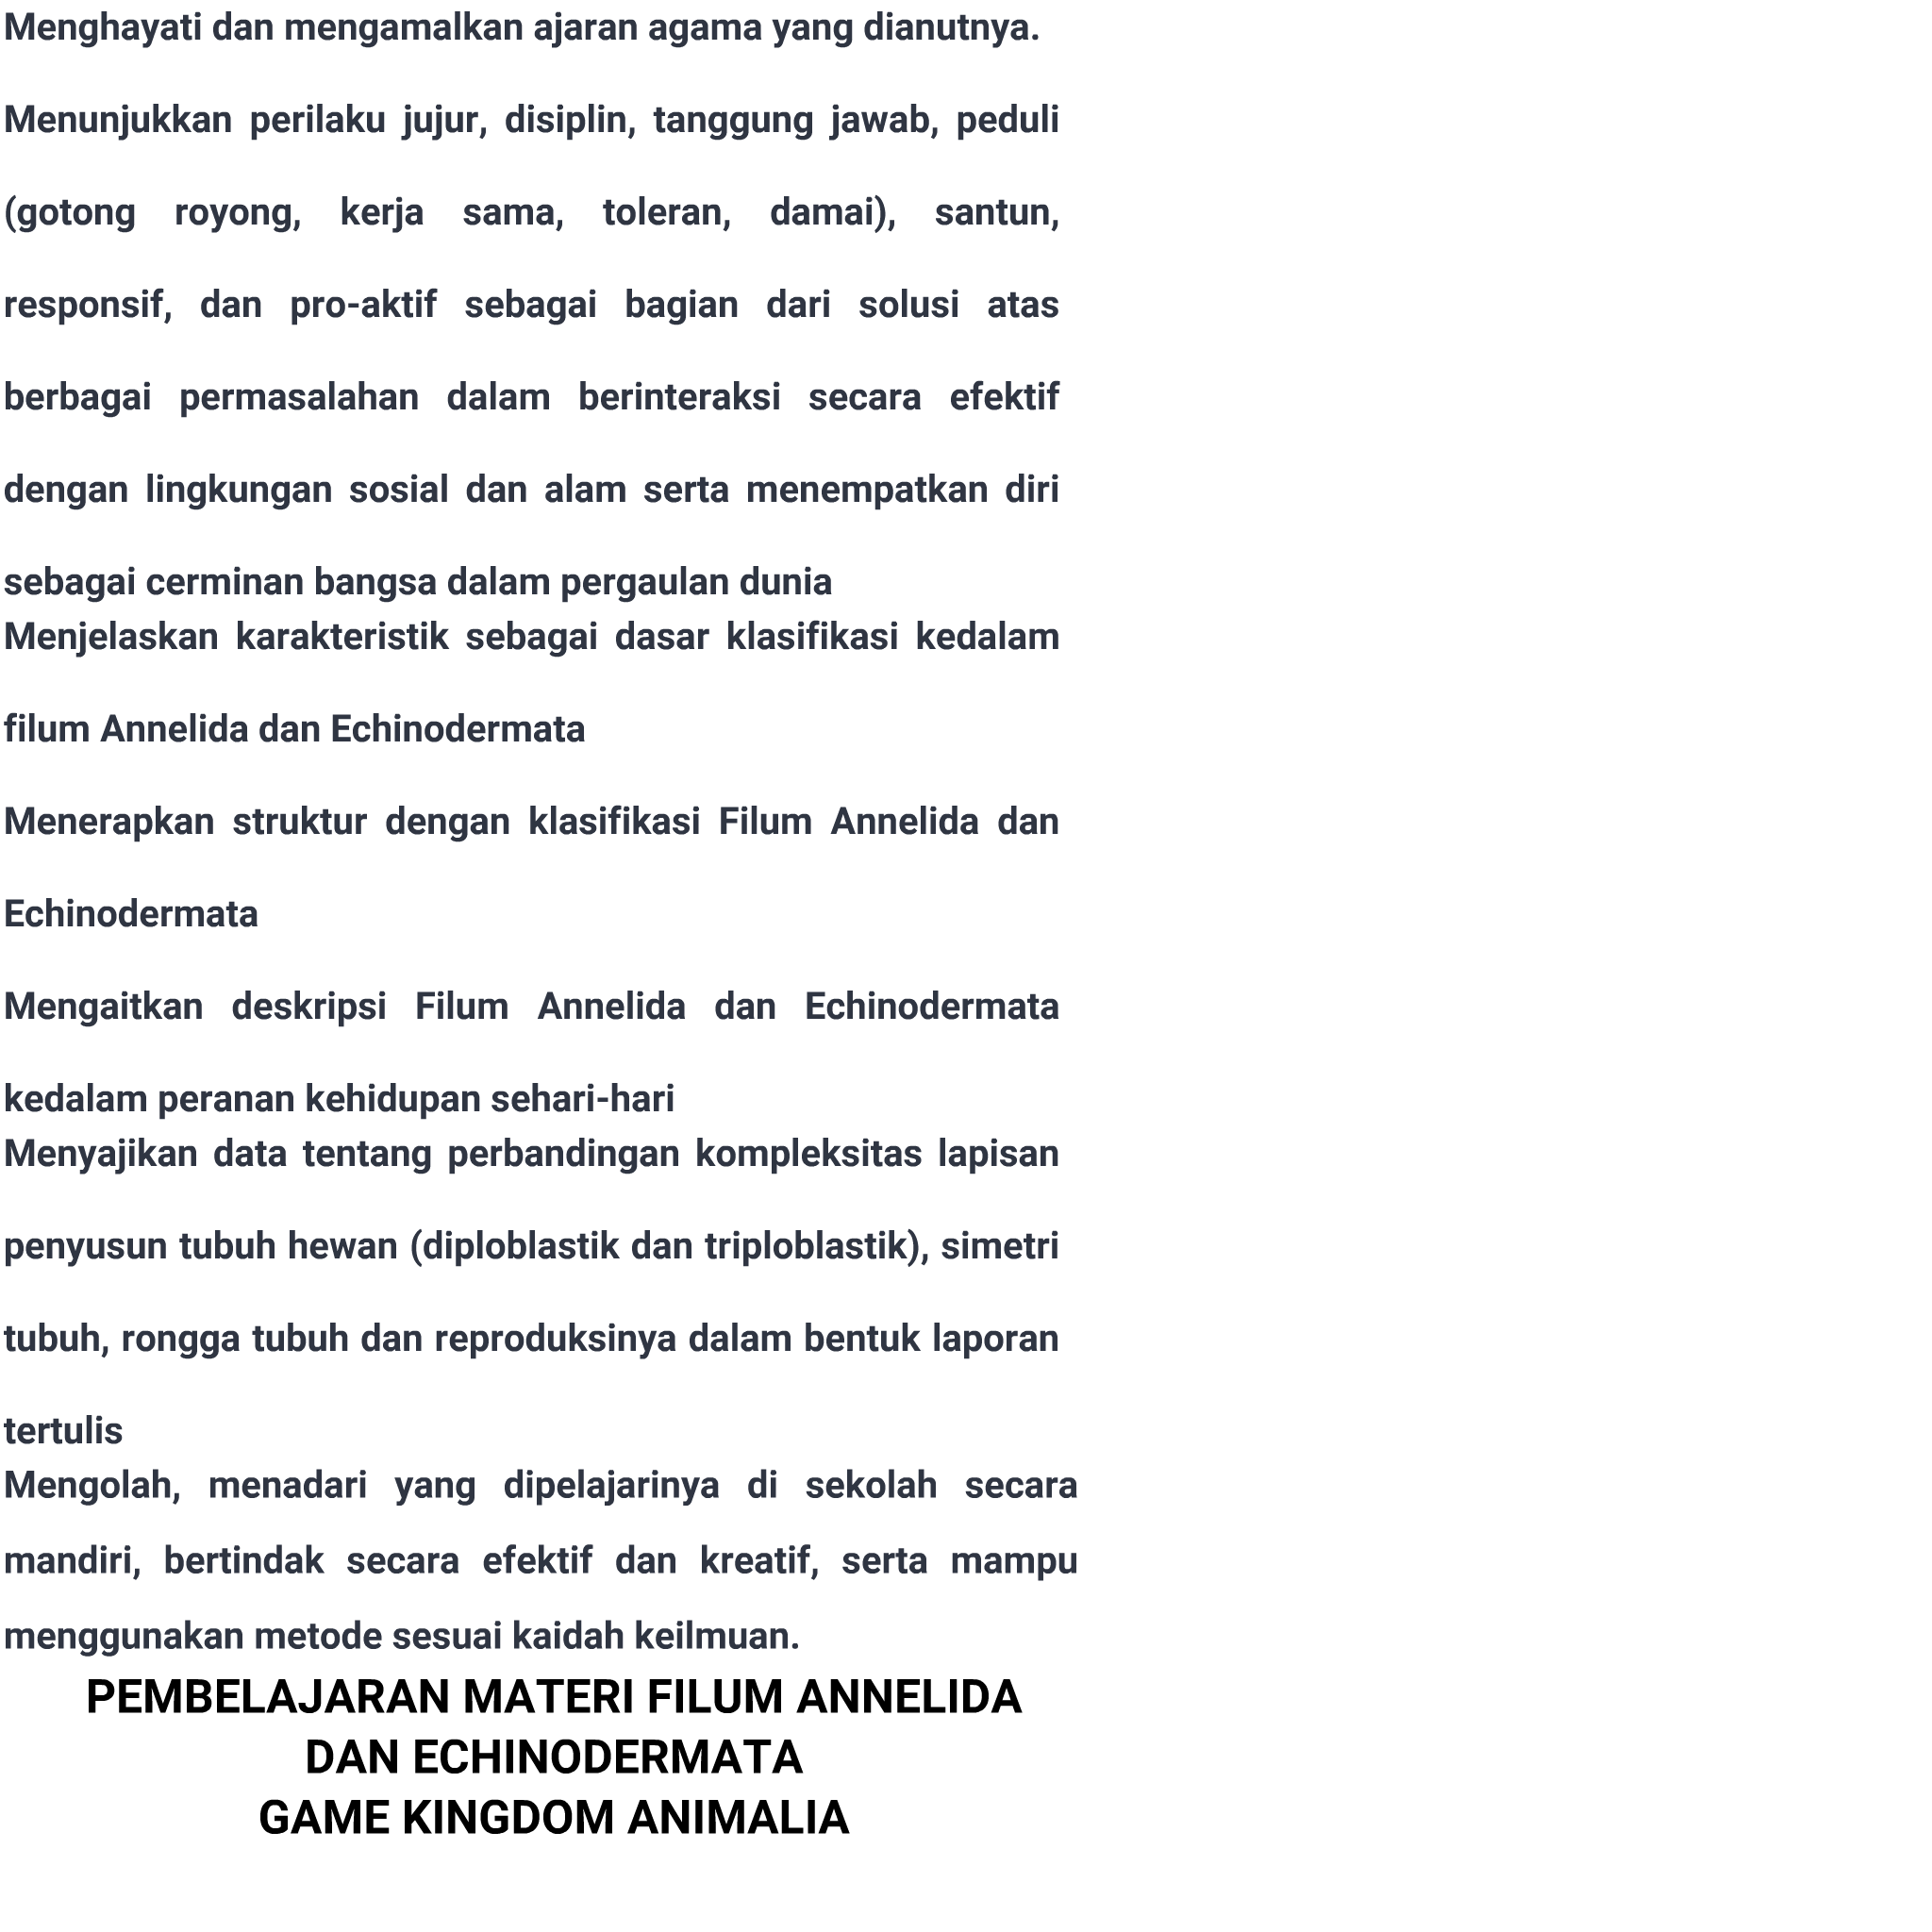 Menghayati dan mengamalkan ajaran agama yang dianutnya.
Menunjukkan perilaku jujur, disiplin, tanggung jawab, peduli
(gotong royong, kerja sama, toleran, damai), santun,
responsif, dan pro-aktif sebagai bagian dari solusi atas
berbagai permasalahan dalam berinteraksi secara efektif
dengan lingkungan sosial dan alam serta menempatkan diri
sebagai cerminan bangsa dalam pergaulan dunia
Menjelaskan karakteristik sebagai dasar klasifikasi kedalam
filum Annelida dan Echinodermata
Menerapkan struktur dengan klasifikasi Filum Annelida dan
Echinodermata
Mengaitkan deskripsi Filum Annelida dan Echinodermata
kedalam peranan kehidupan sehari-hari
Menyajikan data tentang perbandingan kompleksitas lapisan
penyusun tubuh hewan (diploblastik dan triploblastik), simetri
tubuh, rongga tubuh dan reproduksinya dalam bentuk laporan
tertulis
Mengolah, menadari yang dipelajarinya di sekolah secara
mandiri, bertindak secara efektif dan kreatif, serta mampu
menggunakan metode sesuai kaidah keilmuan.
PEMBELAJARAN MATERI FILUM ANNELIDA
DAN ECHINODERMATA
GAME KINGDOM ANIMALIA